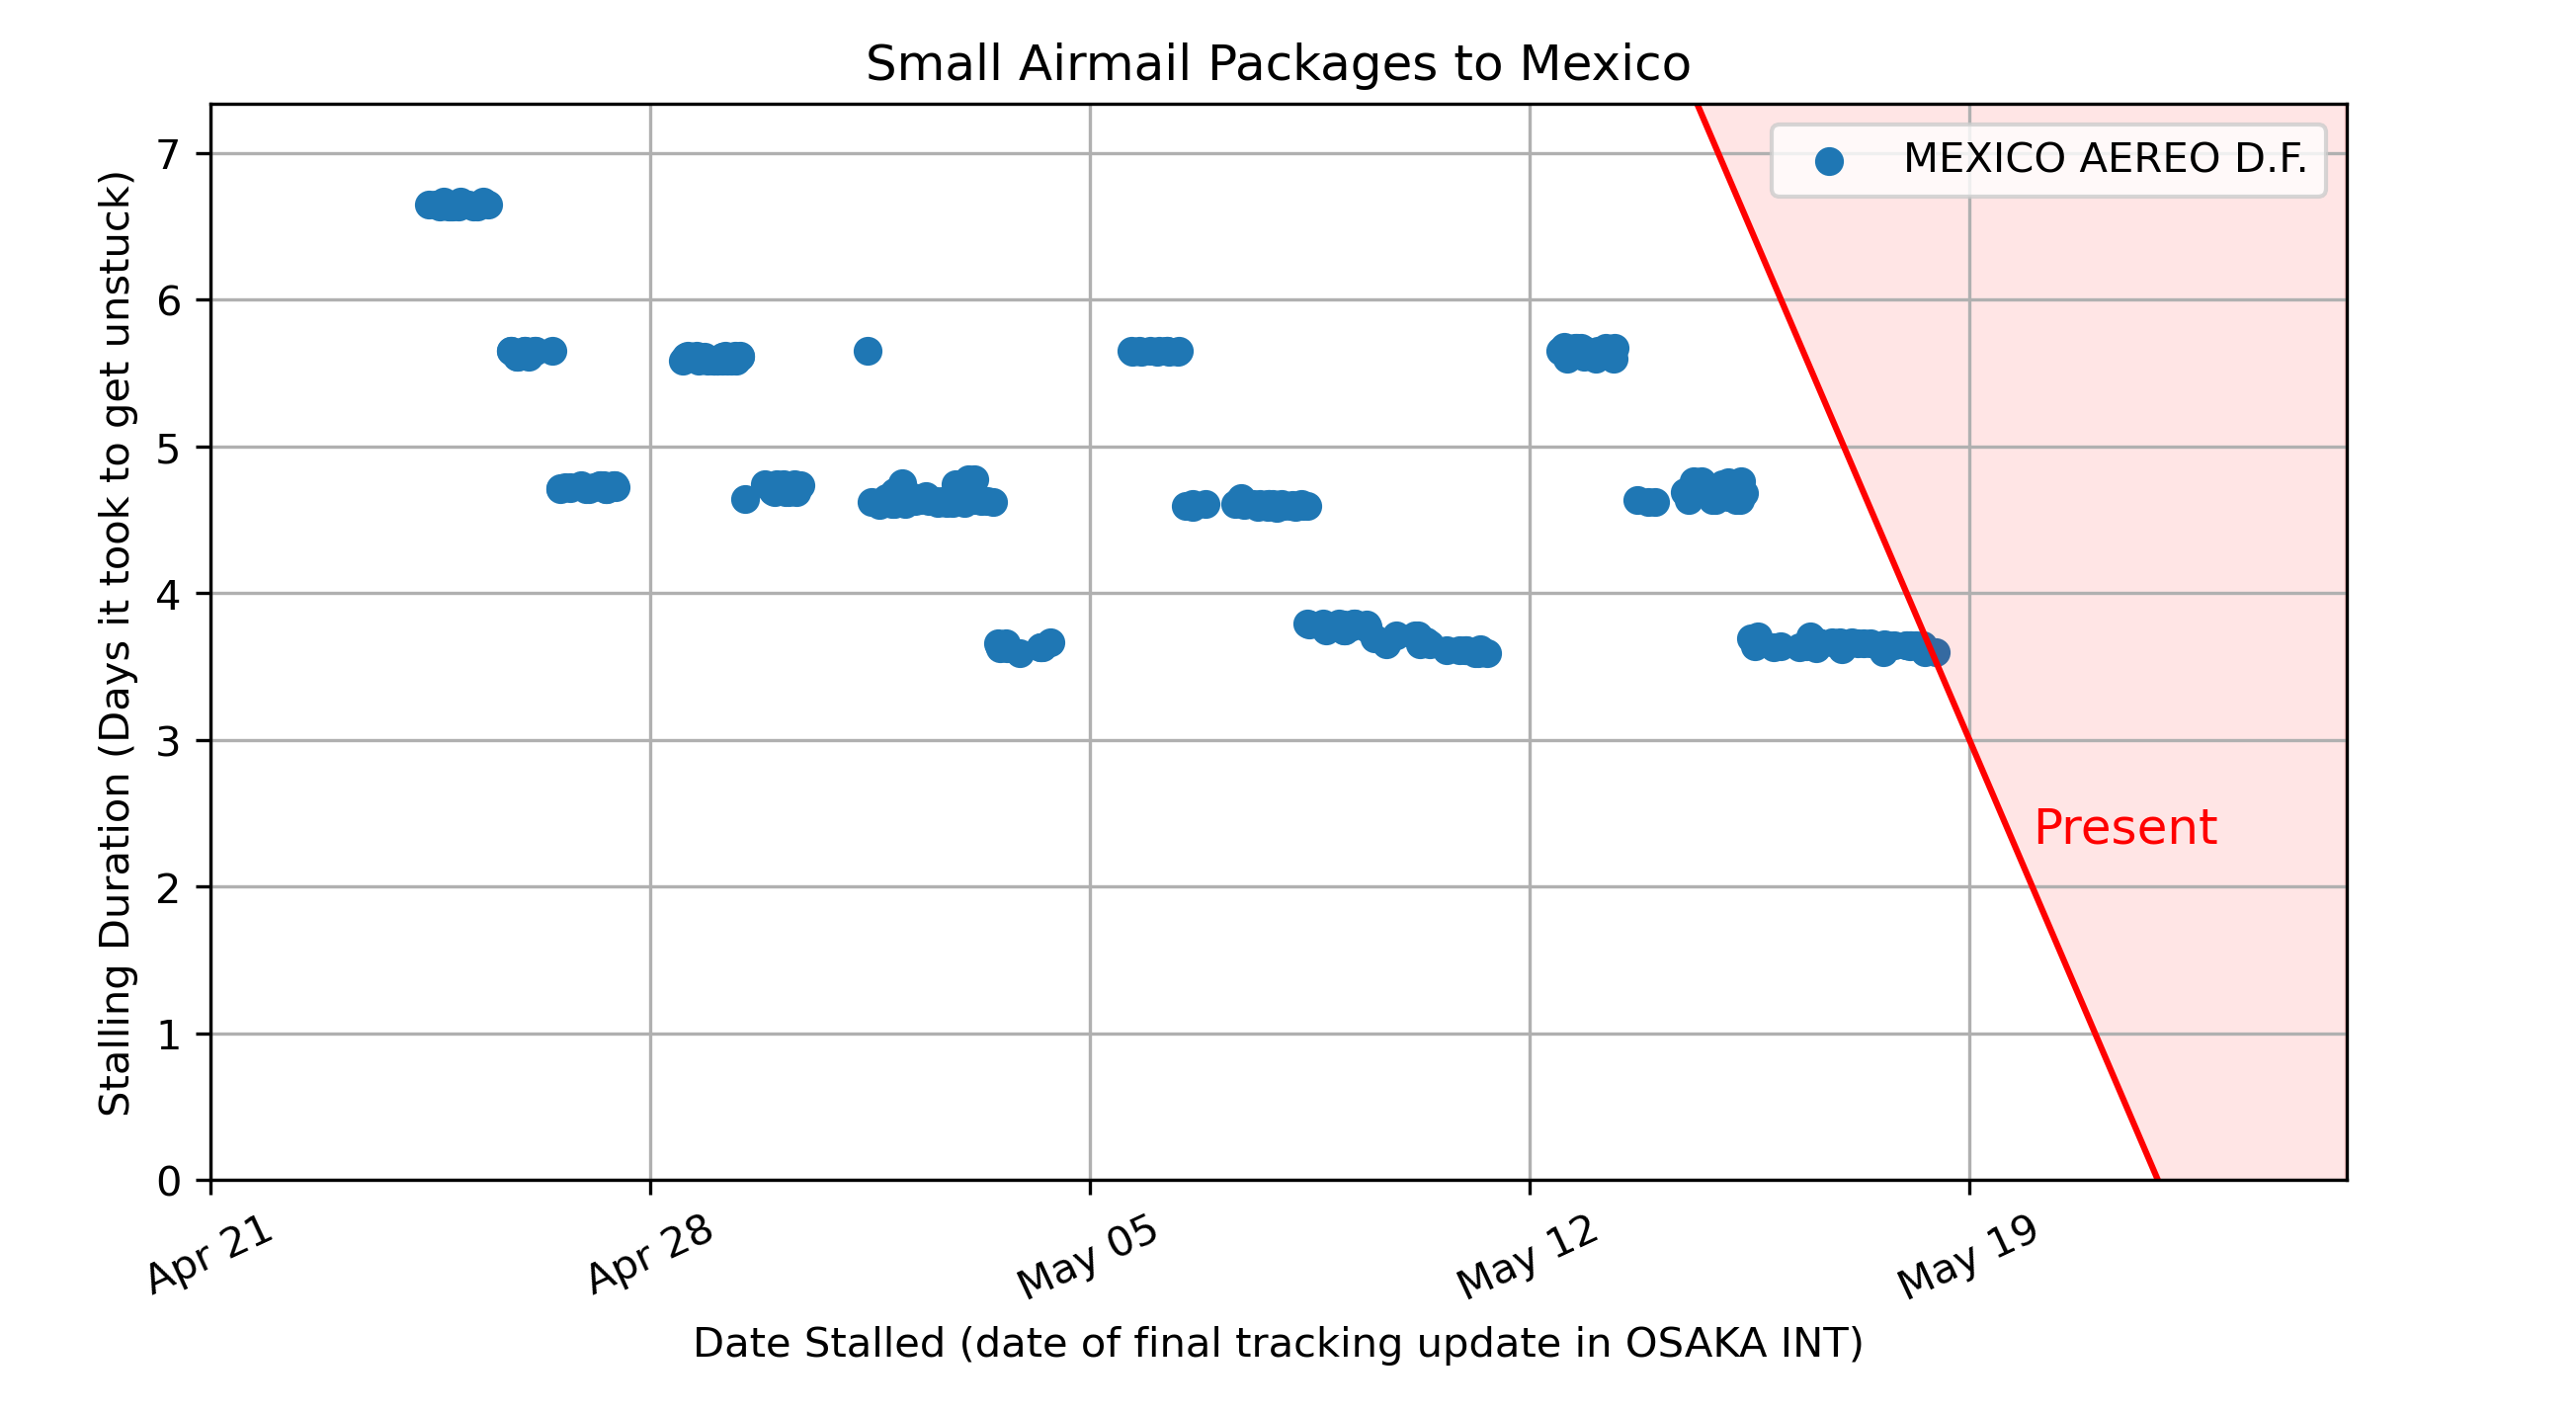 Small Airmail Packages to Mexico
MEXICO AEREO D.F.
Stalling Duration (Days it took to get unstuck)
7
6
5
4
3
2
1
0
Present
Apr 21
Apr 28
May 05
May 12
May 19
Date Stalled (date of final tracking update in OSAKA INT)